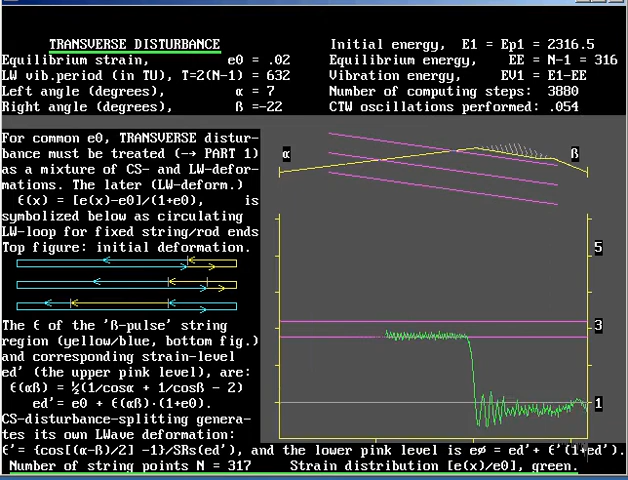 TRANSVERSE DISTURBANCE
Equilibrium strain, e0 = .02
LW vib.period (in TU), T=2(N-1) = 632
Left angle (degrees), α = 7
Right angle (degrees), ß =-22
Initial energy, E1 = Ep1 = 2316.5
Equilibrium energy, EE = N-1 = 316
Vibration energy, EV1 = E1-EE
Number of computing steps: 3880
CTW oscillations performed: .054
For common e0, TRANSVERSE distur-
bance must be treated (→ PART 1)
as a mixture of CS- and LW-defor-
mations. The later (LW-deform.)
є(x) = [e(x)-e0]/(1+e0), is
symbolized below as circulating
LW-loop for fixed string/rod ends
Top figure: initial deformation.
The є of the 'ß-pulse' string
region (yellow/blue, bottom fig.)
and corresponding strain-level
ed' (the upper pink level), are:
є(αß) = ½(1/cosα + 1/cosß - 2)
ed'= e0 + є(αß)·(1+e0).
CS-disturbance-splitting genera-
tes its own LWave deformation:
є'= {cos[(α-ß)/2] -1}/SRs(ed'), and the lower pink level is eø = ed'+ є'(1+ed').
Number of string points N = 317 Strain distribution [e(x)/e0], green.
α
ß
5
3
1